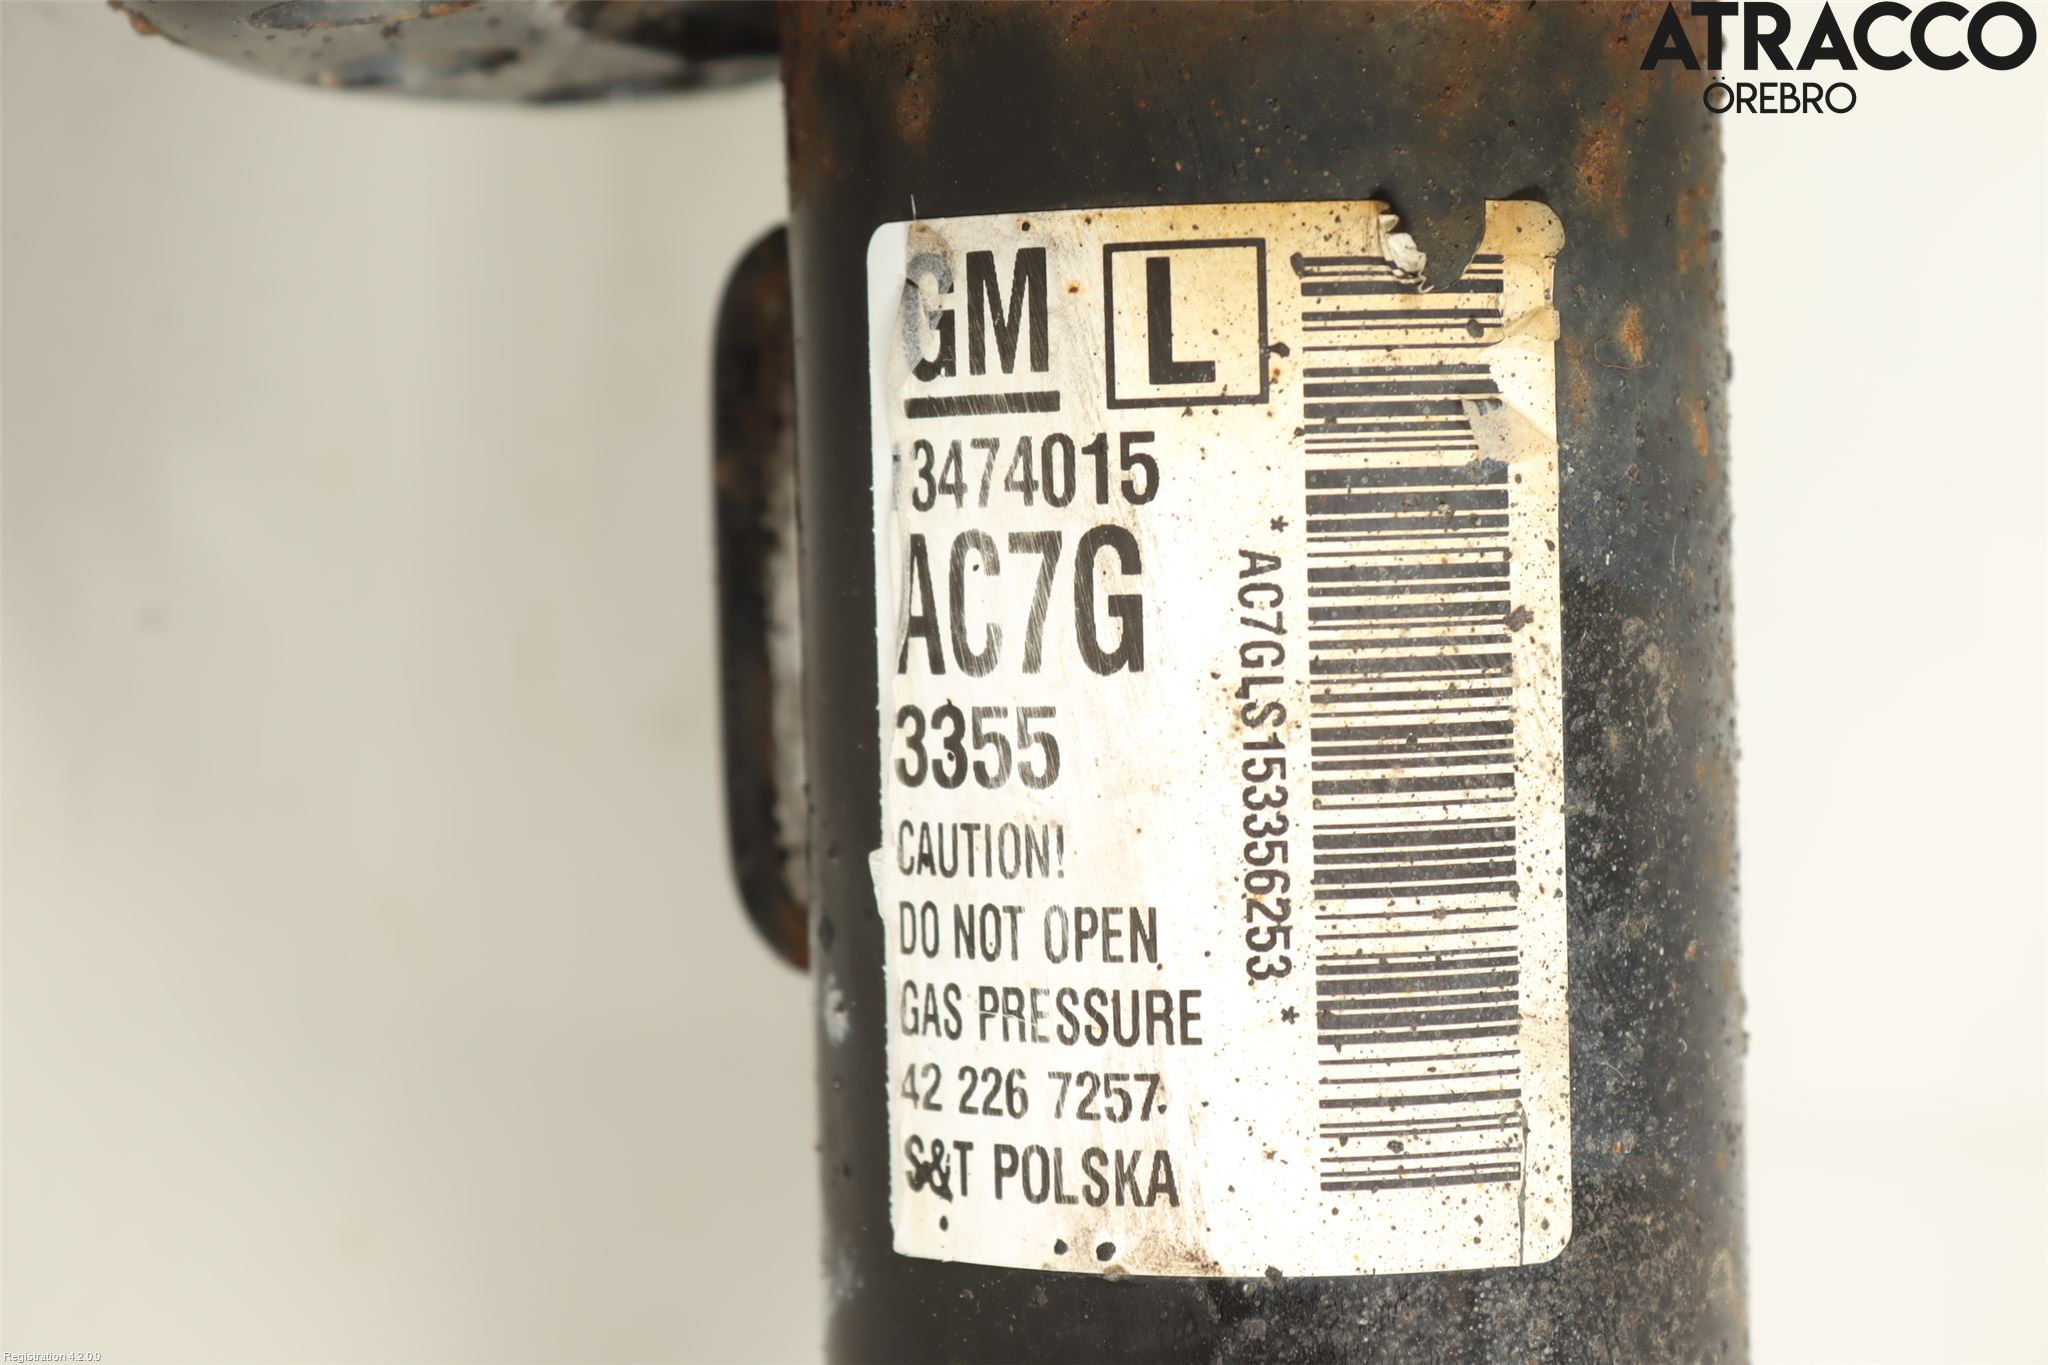 ATRACCO
ÖREBRO
GM L
3474015
AC7G
3355
CAUTION!
DO NOT OPEN
GAS PRESSURE
42 226 7257
S&T POLSKA
* AC7GLS153356253 *
Registration 4.2.0.0